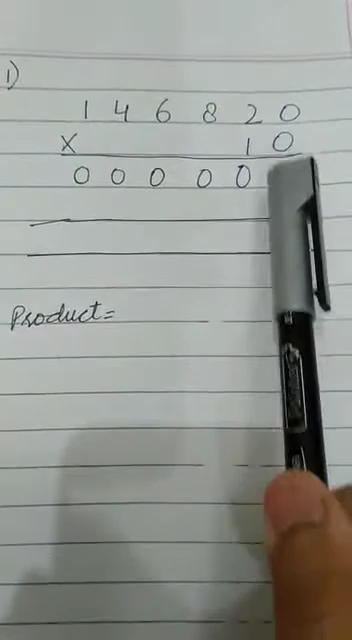 1)
1 4 6 8 2 0
X 1 0
0 0 0 0 0
Product=